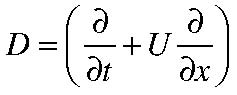 D = (∂/∂t + U ∂/∂x)